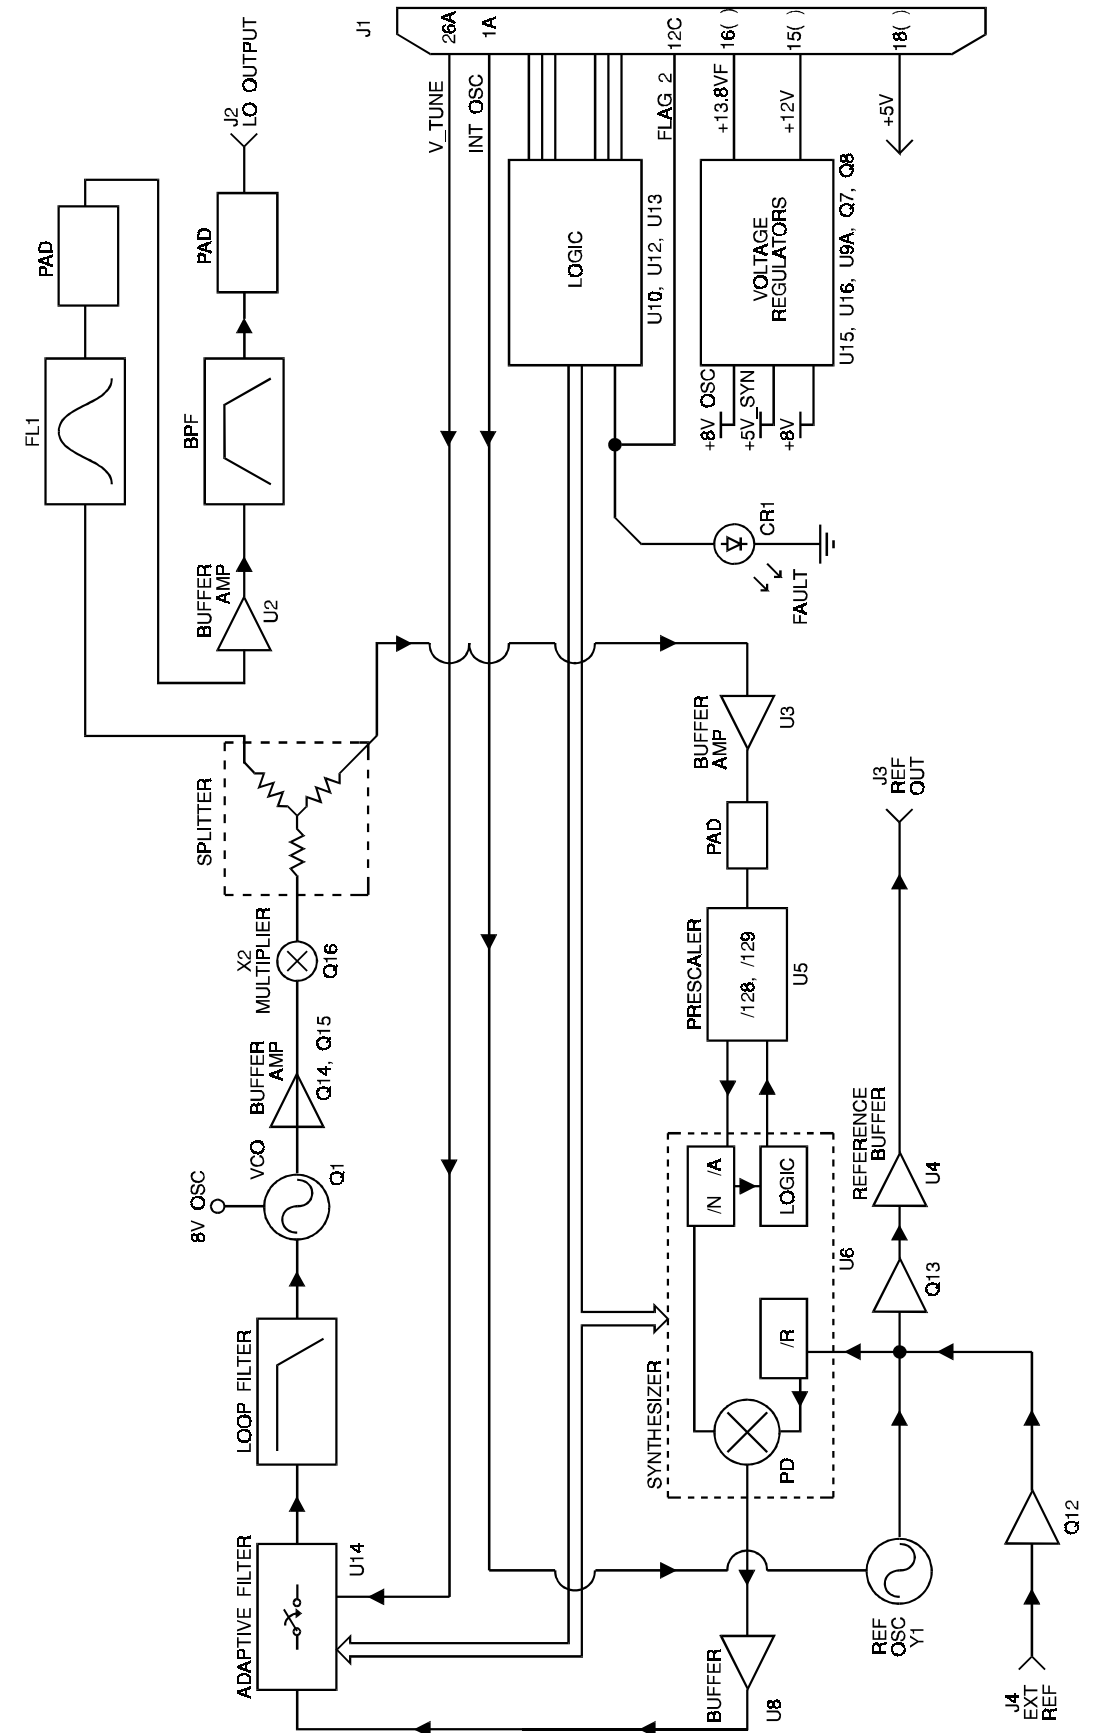 J1
26A
1A
12C
16( )
15( )
18( )
V_TUNE
INT OSC
FLAG 2
+13.8VF
+12V
+5V
J2
LO OUTPUT
PAD
PAD
FL1
BPF
BUFFER
AMP
U2
LOGIC
U10, U12, U13
VOLTAGE
REGULATORS
U15, U16, U9A, Q7, Q8
+8V OSC
+5V_SYN
+8V
CR1
FAULT
SPLITTER
X2
MULTIPLIER
Q16
BUFFER
AMP
Q14, Q15
8V OSC
VCO
Q1
LOOP FILTER
ADAPTIVE FILTER
U14
BUFFER
AMP
U3
PAD
PRESCALER
/128, /129
U5
J3
REF
OUT
REFERENCE
BUFFER
U4
Q13
/N /A
LOGIC
U6
/R
SYNTHESIZER
PD
BUFFER
U8
REF
OSC
Y1
Q12
J4
EXT
REF